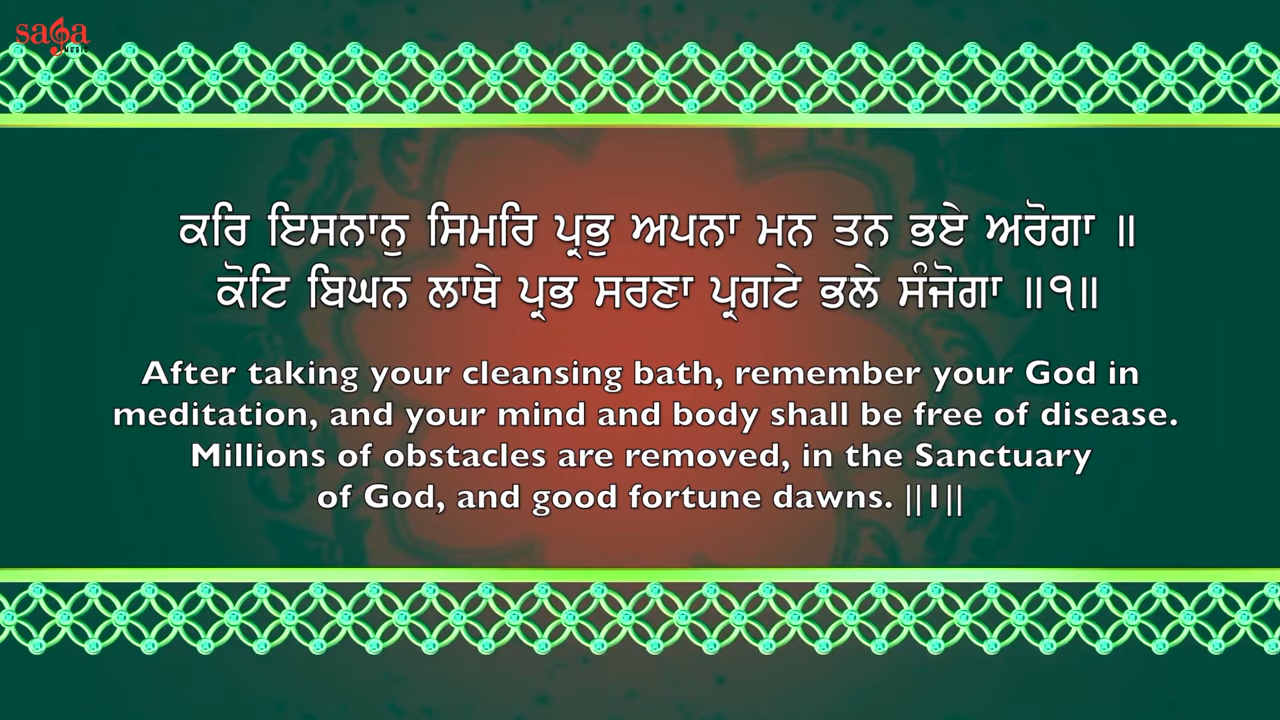 saga
MUSIC
ਕਰਿ ਇਸਨਾਨੁ ਸਿਮਰਿ ਪ੍ਰਭੁ ਅਪਨਾ ਮਨ ਤਨ ਭਏ ਅਰੋਗਾ ॥
ਕੋਟਿ ਬਿਘਨ ਲਾਥੇ ਪ੍ਰਭ ਸਰਣਾ ਪ੍ਰਗਟੇ ਭਲੇ ਸੰਜੋਗਾ ॥੧॥
After taking your cleansing bath, remember your God in
meditation, and your mind and body shall be free of disease.
Millions of obstacles are removed, in the Sanctuary
of God, and good fortune dawns. ||1||